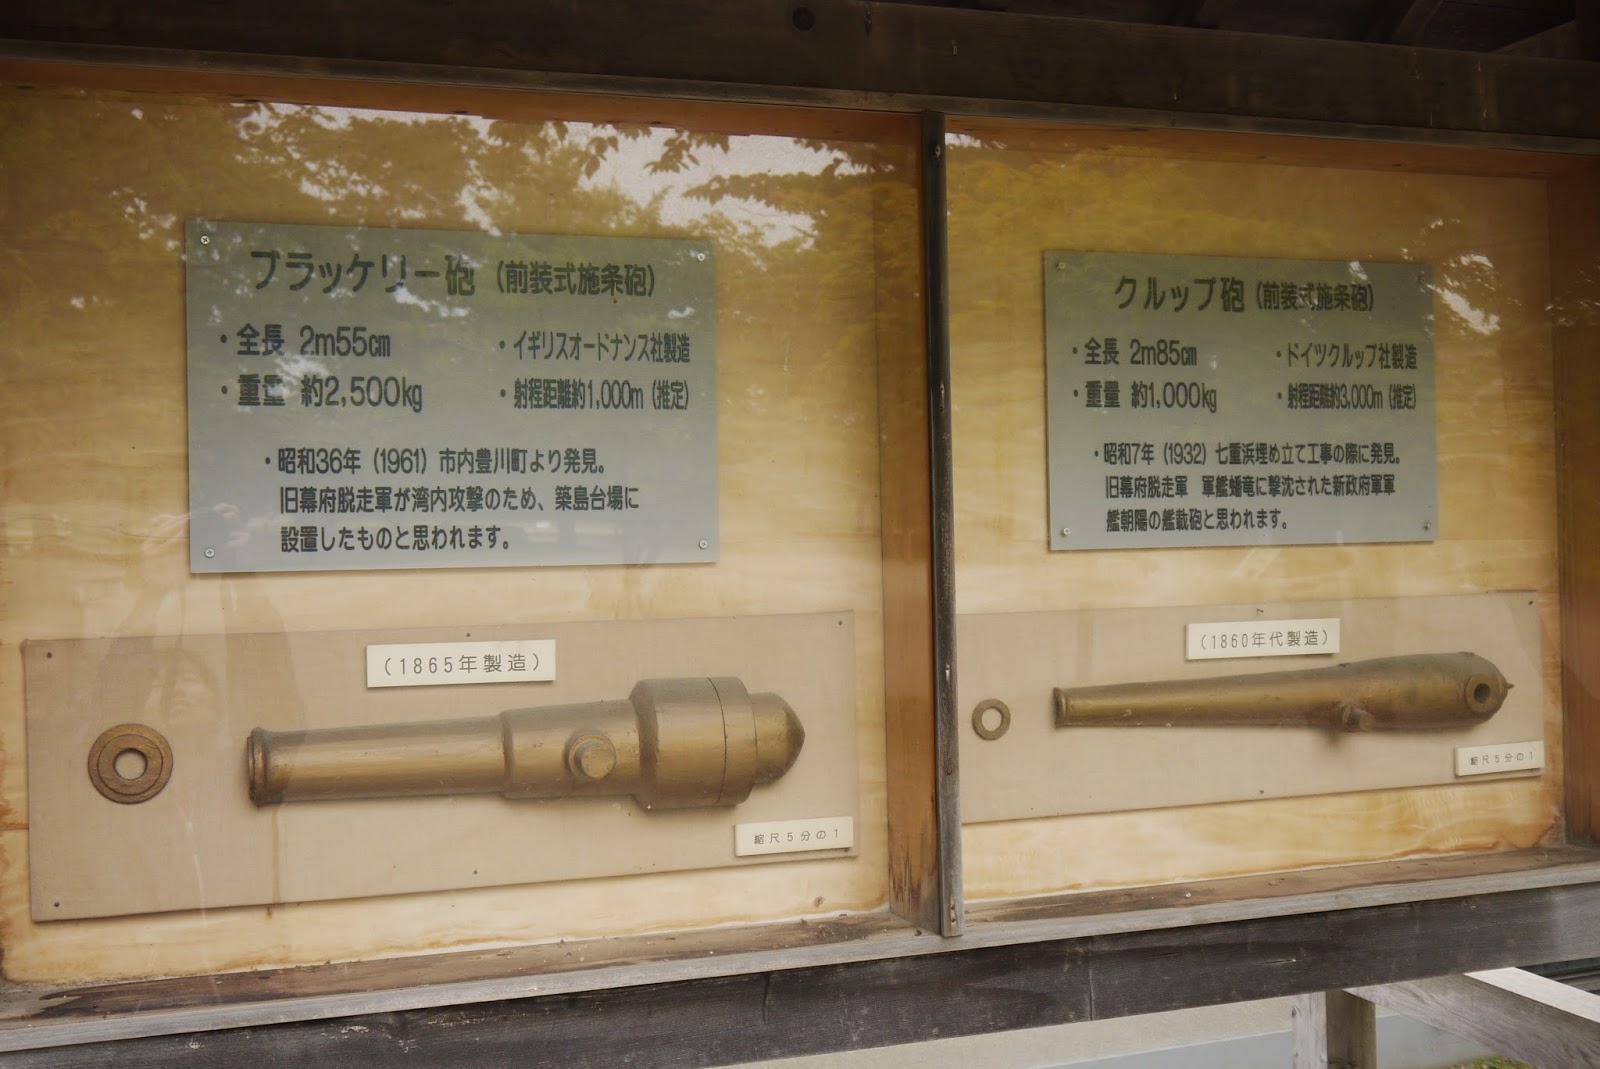 ブラッケリー砲（前装式施条砲）
・全長 2m55㎝ ・イギリスオードナンス社製造
・重量 約2,500㎏ ・射程距離約1,000m（推定）
・昭和36年（1961）市内豊川町より発見。
旧幕府脱走軍が湾内攻撃のため、築島台場に
設置したものと思われます。
（1865年製造）
縮尺5分の1
クルップ砲（前装式施条砲）
・全長 2m85㎝ ・ドイツクルップ社製造
・重量 約1,000㎏ ・射程距離約3,000m（推定）
・昭和7年（1932）七重浜埋め立て工事の際に発見。
旧幕府脱走軍　軍艦蟠竜に撃沈された新政府軍軍
艦朝陽の艦載砲と思われます。
（1860年代製造）
縮尺5分の1